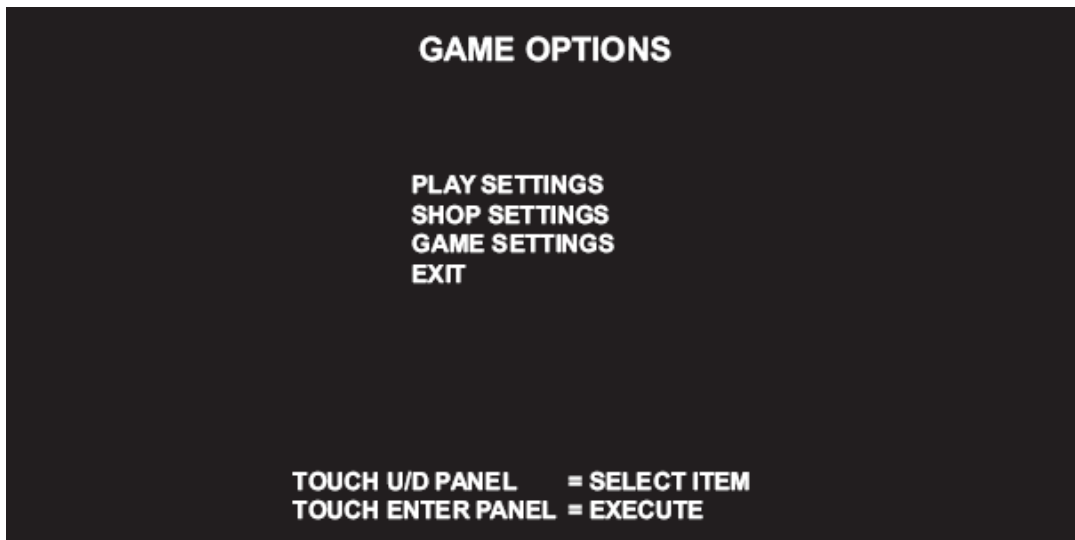 GAME OPTIONS
PLAY SETTINGS
SHOP SETTINGS
GAME SETTINGS
EXIT
TOUCH U/D PANEL = SELECT ITEM
TOUCH ENTER PANEL = EXECUTE